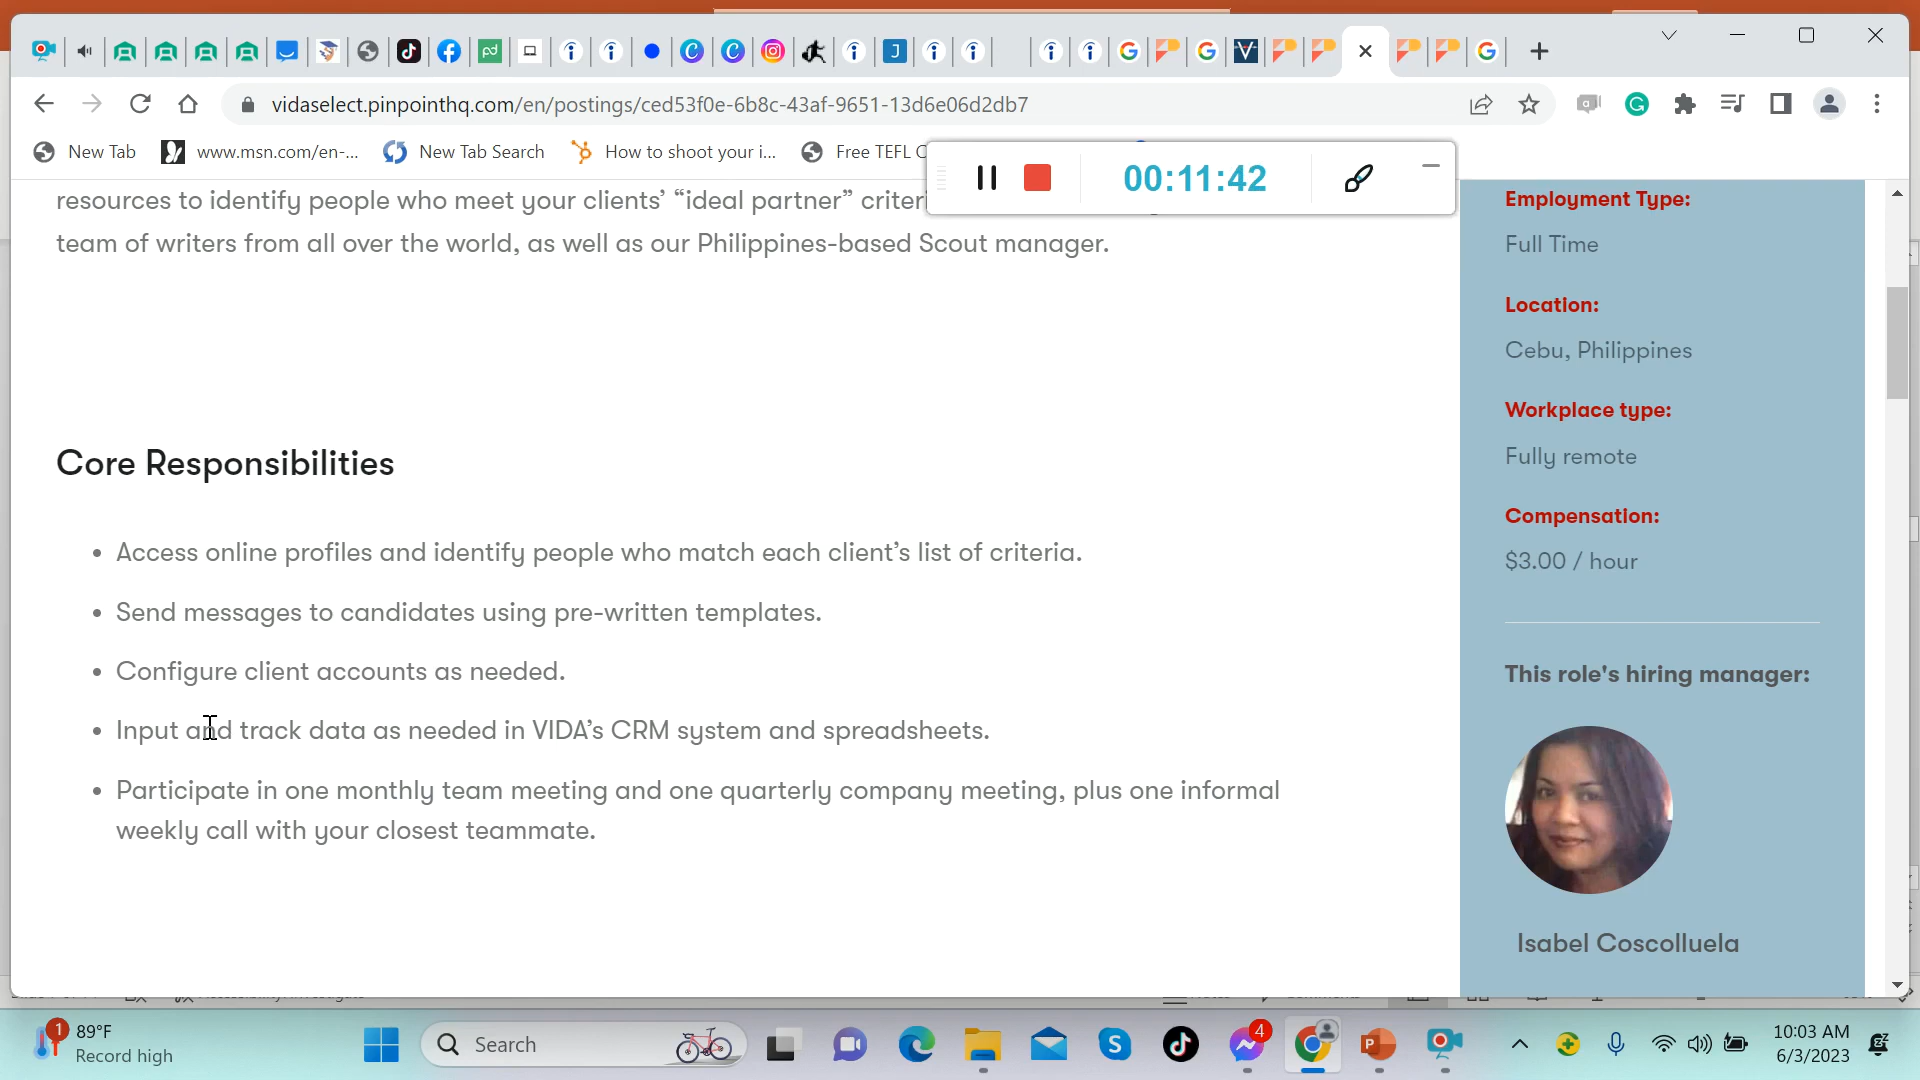 vidaselect.pinpointhq.com/en/postings/ced53f0e-6b8c-43af-9651-13d6e06d2db7
New Tab
www.msn.com/en-...
New Tab Search
How to shoot your i...
Free TEFL C
00:11:42
resources to identify people who meet your clients’ “ideal partner” criteri
team of writers from all over the world, as well as our Philippines-based Scout manager.
Core Responsibilities
• Access online profiles and identify people who match each client’s list of criteria.
• Send messages to candidates using pre-written templates.
• Configure client accounts as needed.
• Input and track data as needed in VIDA’s CRM system and spreadsheets.
• Participate in one monthly team meeting and one quarterly company meeting, plus one informal
weekly call with your closest teammate.
Employment Type:
Full Time
Location:
Cebu, Philippines
Workplace type:
Fully remote
Compensation:
$3.00 / hour
This role's hiring manager:
Isabel Coscolluela
1
89°F
Record high
Search
4
10:03 AM
6/3/2023